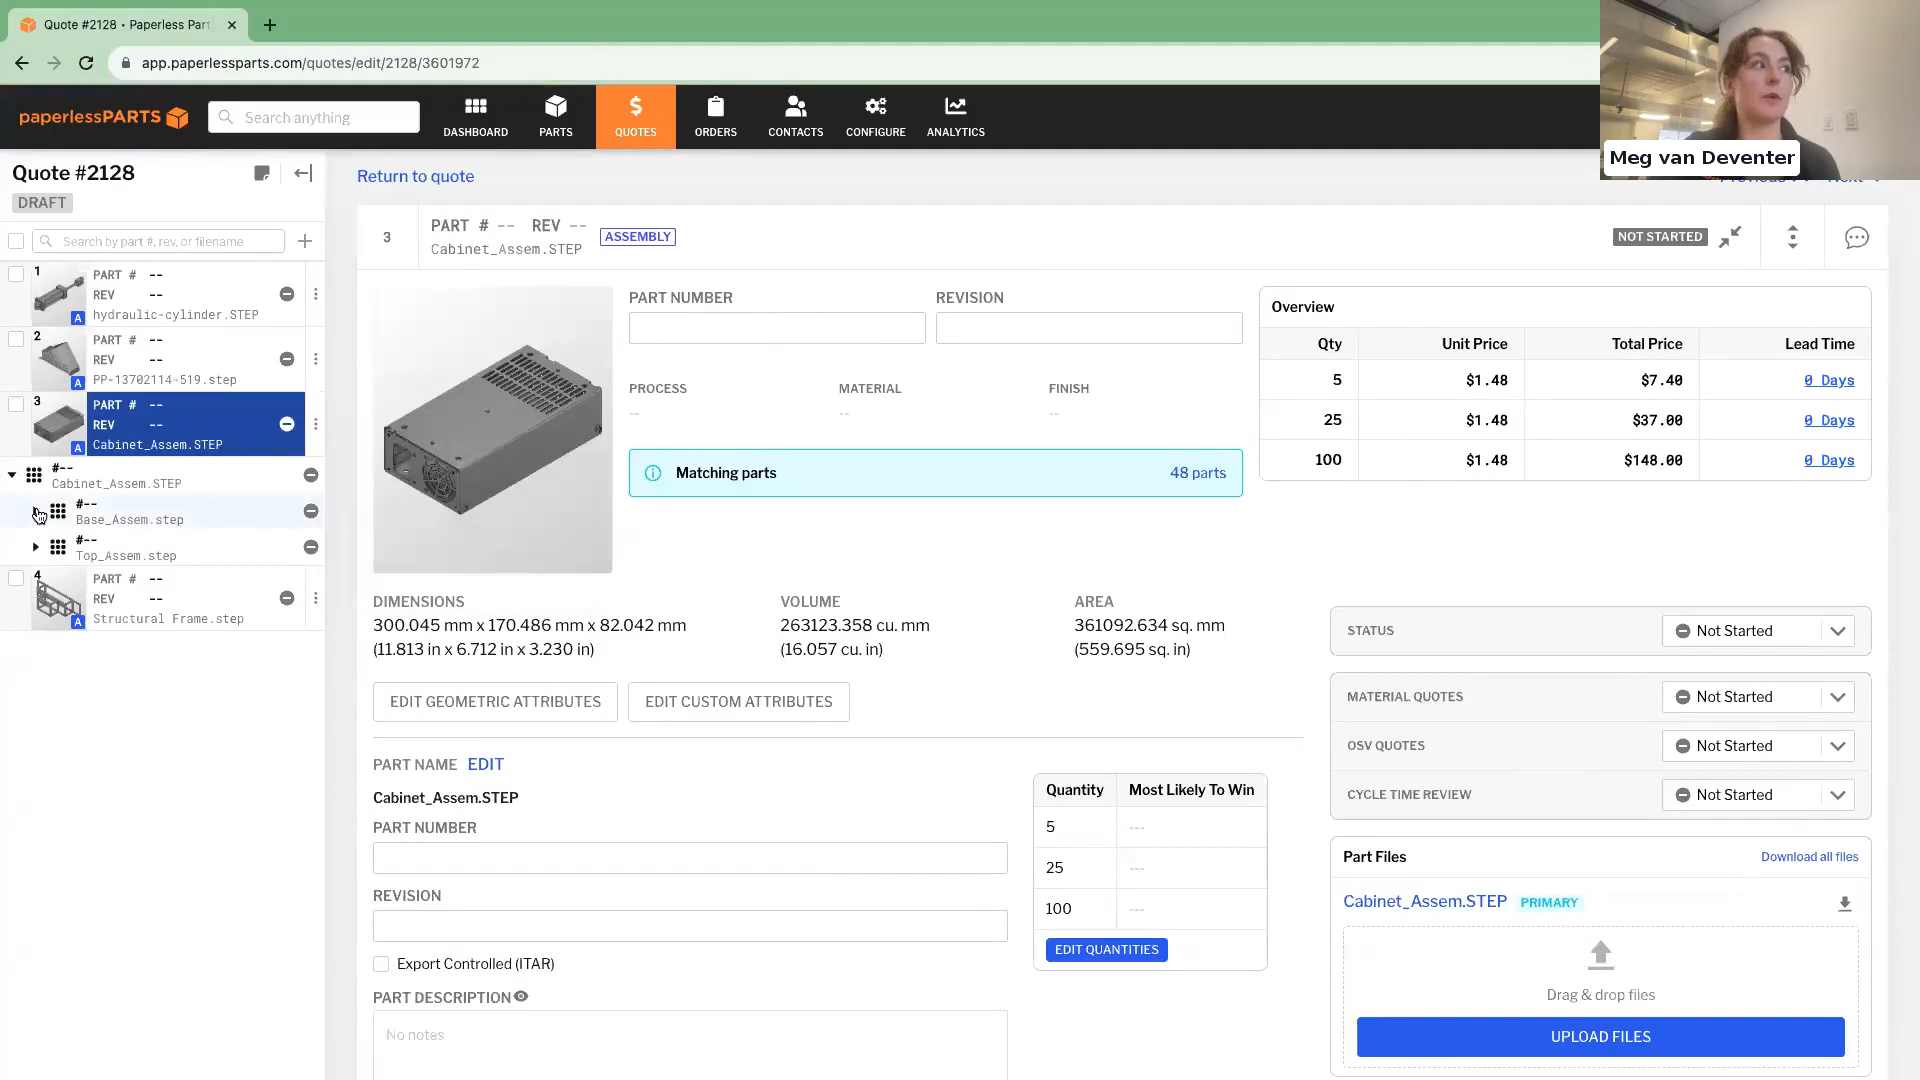 Quote #2128 • Paperless Part
app.paperlessparts.com/quotes/edit/2128/3601972
paperlessPARTS
Search anything
DASHBOARD
PARTS
QUOTES
ORDERS
CONTACTS
CONFIGURE
ANALYTICS
Meg van Deventer
Quote #2128
DRAFT
Search by part #, rev, or filename
1
PART # --
REV --
hydraulic-cylinder.STEP
A
2
PART # --
REV --
PP-13702114-519.step
A
3
PART # --
REV --
Cabinet_Assem.STEP
A
#--
Cabinet_Assem.STEP
#--
Base_Assem.step
#--
Top_Assem.step
4
PART # --
REV --
Structural Frame.step
A
Return to quote
3
PART # -- REV --
Cabinet_Assem.STEP
ASSEMBLY
NOT STARTED
PART NUMBER
REVISION
PROCESS
MATERIAL
FINISH
--
--
--
Matching parts
48 parts
Overview
Qty Unit Price Total Price Lead Time
5 $1.48 $7.40 0 Days
25 $1.48 $37.00 0 Days
100 $1.48 $148.00 0 Days
DIMENSIONS
300.045 mm x 170.486 mm x 82.042 mm
(11.813 in x 6.712 in x 3.230 in)
VOLUME
263123.358 cu. mm
(16.057 cu. in)
AREA
361092.634 sq. mm
(559.695 sq. in)
EDIT GEOMETRIC ATTRIBUTES
EDIT CUSTOM ATTRIBUTES
STATUS
Not Started
MATERIAL QUOTES
Not Started
OSV QUOTES
Not Started
CYCLE TIME REVIEW
Not Started
PART NAME EDIT
Cabinet_Assem.STEP
PART NUMBER
REVISION
Export Controlled (ITAR)
PART DESCRIPTION
No notes
Quantity Most Likely To Win
5 ---
25 ---
100 ---
EDIT QUANTITIES
Part Files
Download all files
Cabinet_Assem.STEP PRIMARY
Drag & drop files
UPLOAD FILES